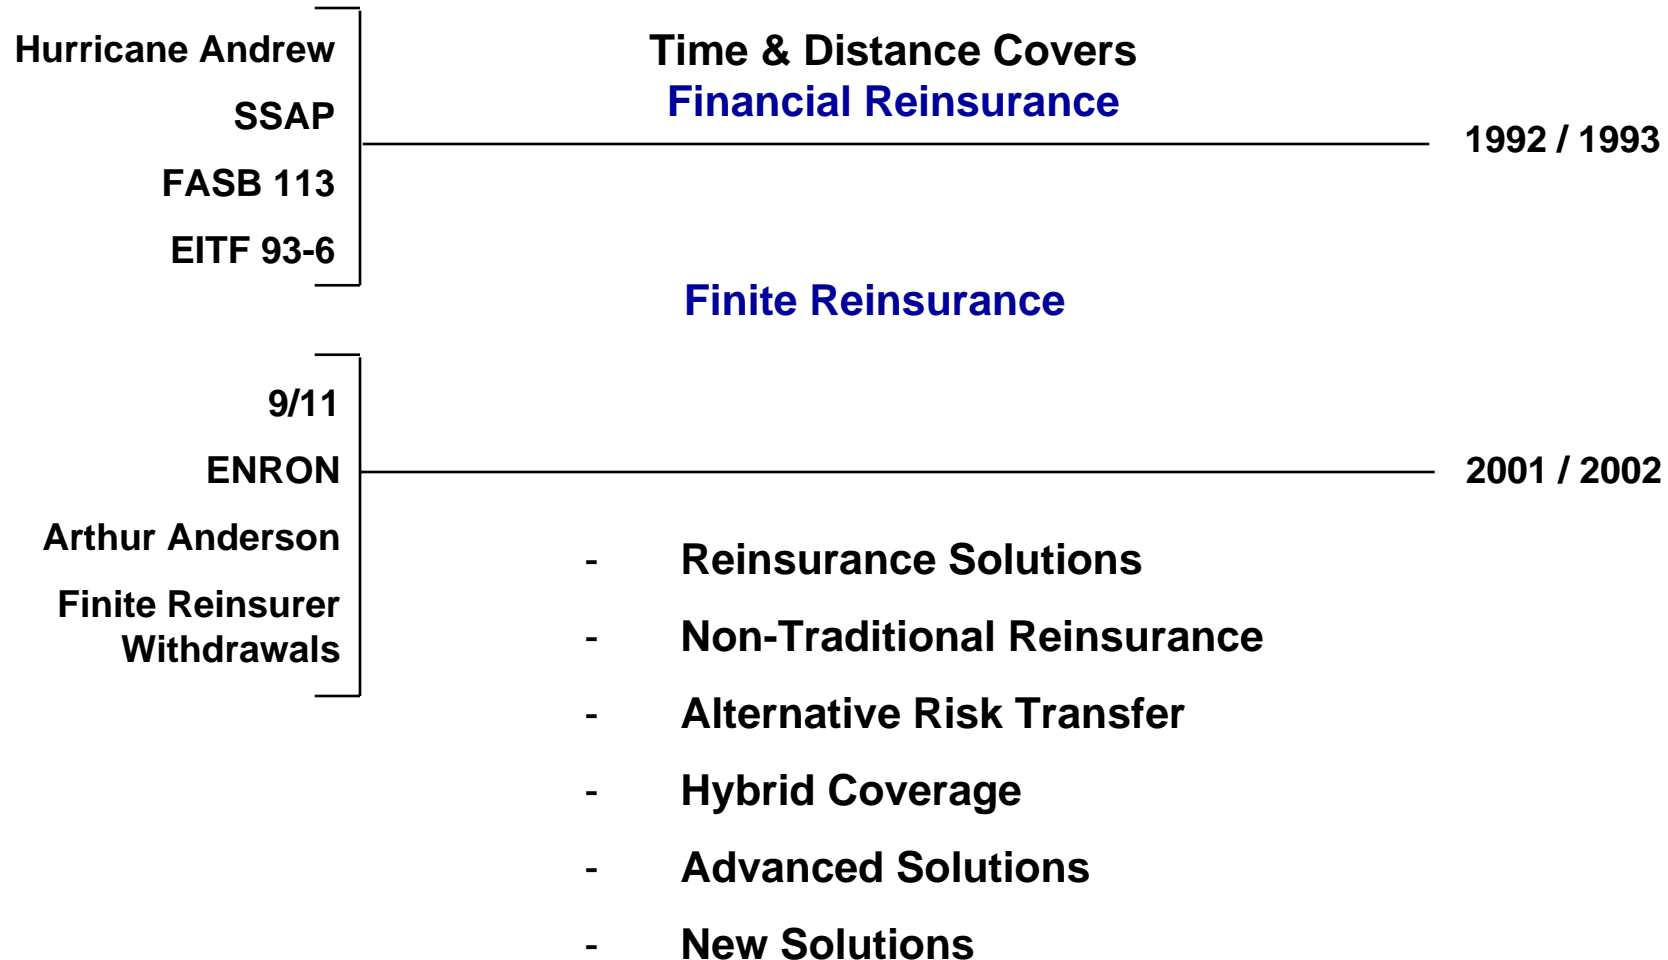 Hurricane Andrew
SSAP
FASB 113
EITF 93-6
Time & Distance Covers
Financial Reinsurance
1992 / 1993
Finite Reinsurance
9/11
ENRON
Arthur Anderson
Finite Reinsurer
Withdrawals
2001 / 2002
- Reinsurance Solutions
- Non-Traditional Reinsurance
- Alternative Risk Transfer
- Hybrid Coverage
- Advanced Solutions
- New Solutions